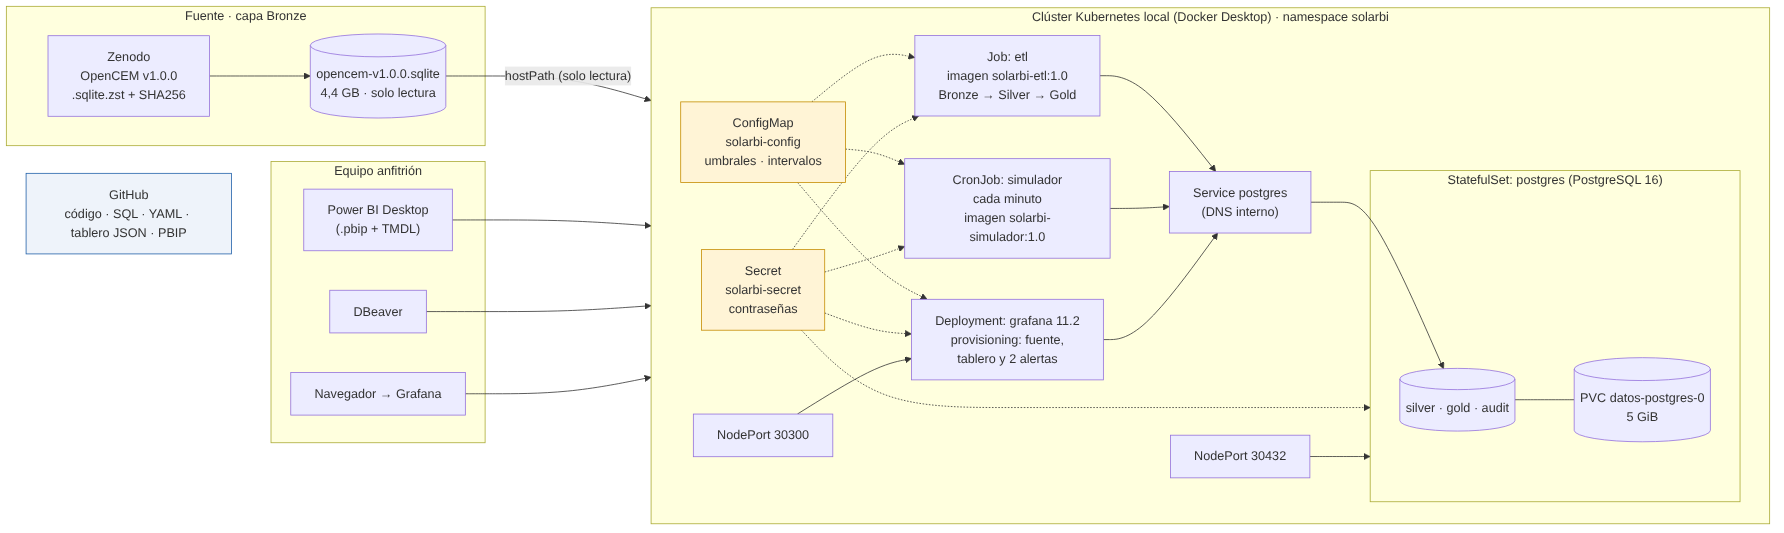 Fuente · capa Bronze
Zenodo
OpenCEM v1.0.0
.sqlite.zst + SHA256
opencem-v1.0.0.sqlite
4,4 GB · solo lectura
hostPath (solo lectura)
GitHub
código · SQL · YAML ·
tablero JSON · PBIP
Equipo anfitrión
Power BI Desktop
(.pbip + TMDL)
DBeaver
Navegador → Grafana
Clúster Kubernetes local (Docker Desktop) · namespace solarbi
ConfigMap
solarbi-config
umbrales · intervalos
Secret
solarbi-secret
contraseñas
NodePort 30300
Job: etl
imagen solarbi-etl:1.0
Bronze → Silver → Gold
CronJob: simulador
cada minuto
imagen solarbi-
simulador:1.0
Deployment: grafana 11.2
provisioning: fuente,
tablero y 2 alertas
Service postgres
(DNS interno)
NodePort 30432
StatefulSet: postgres (PostgreSQL 16)
silver · gold · audit
PVC datos-postgres-0
5 GiB